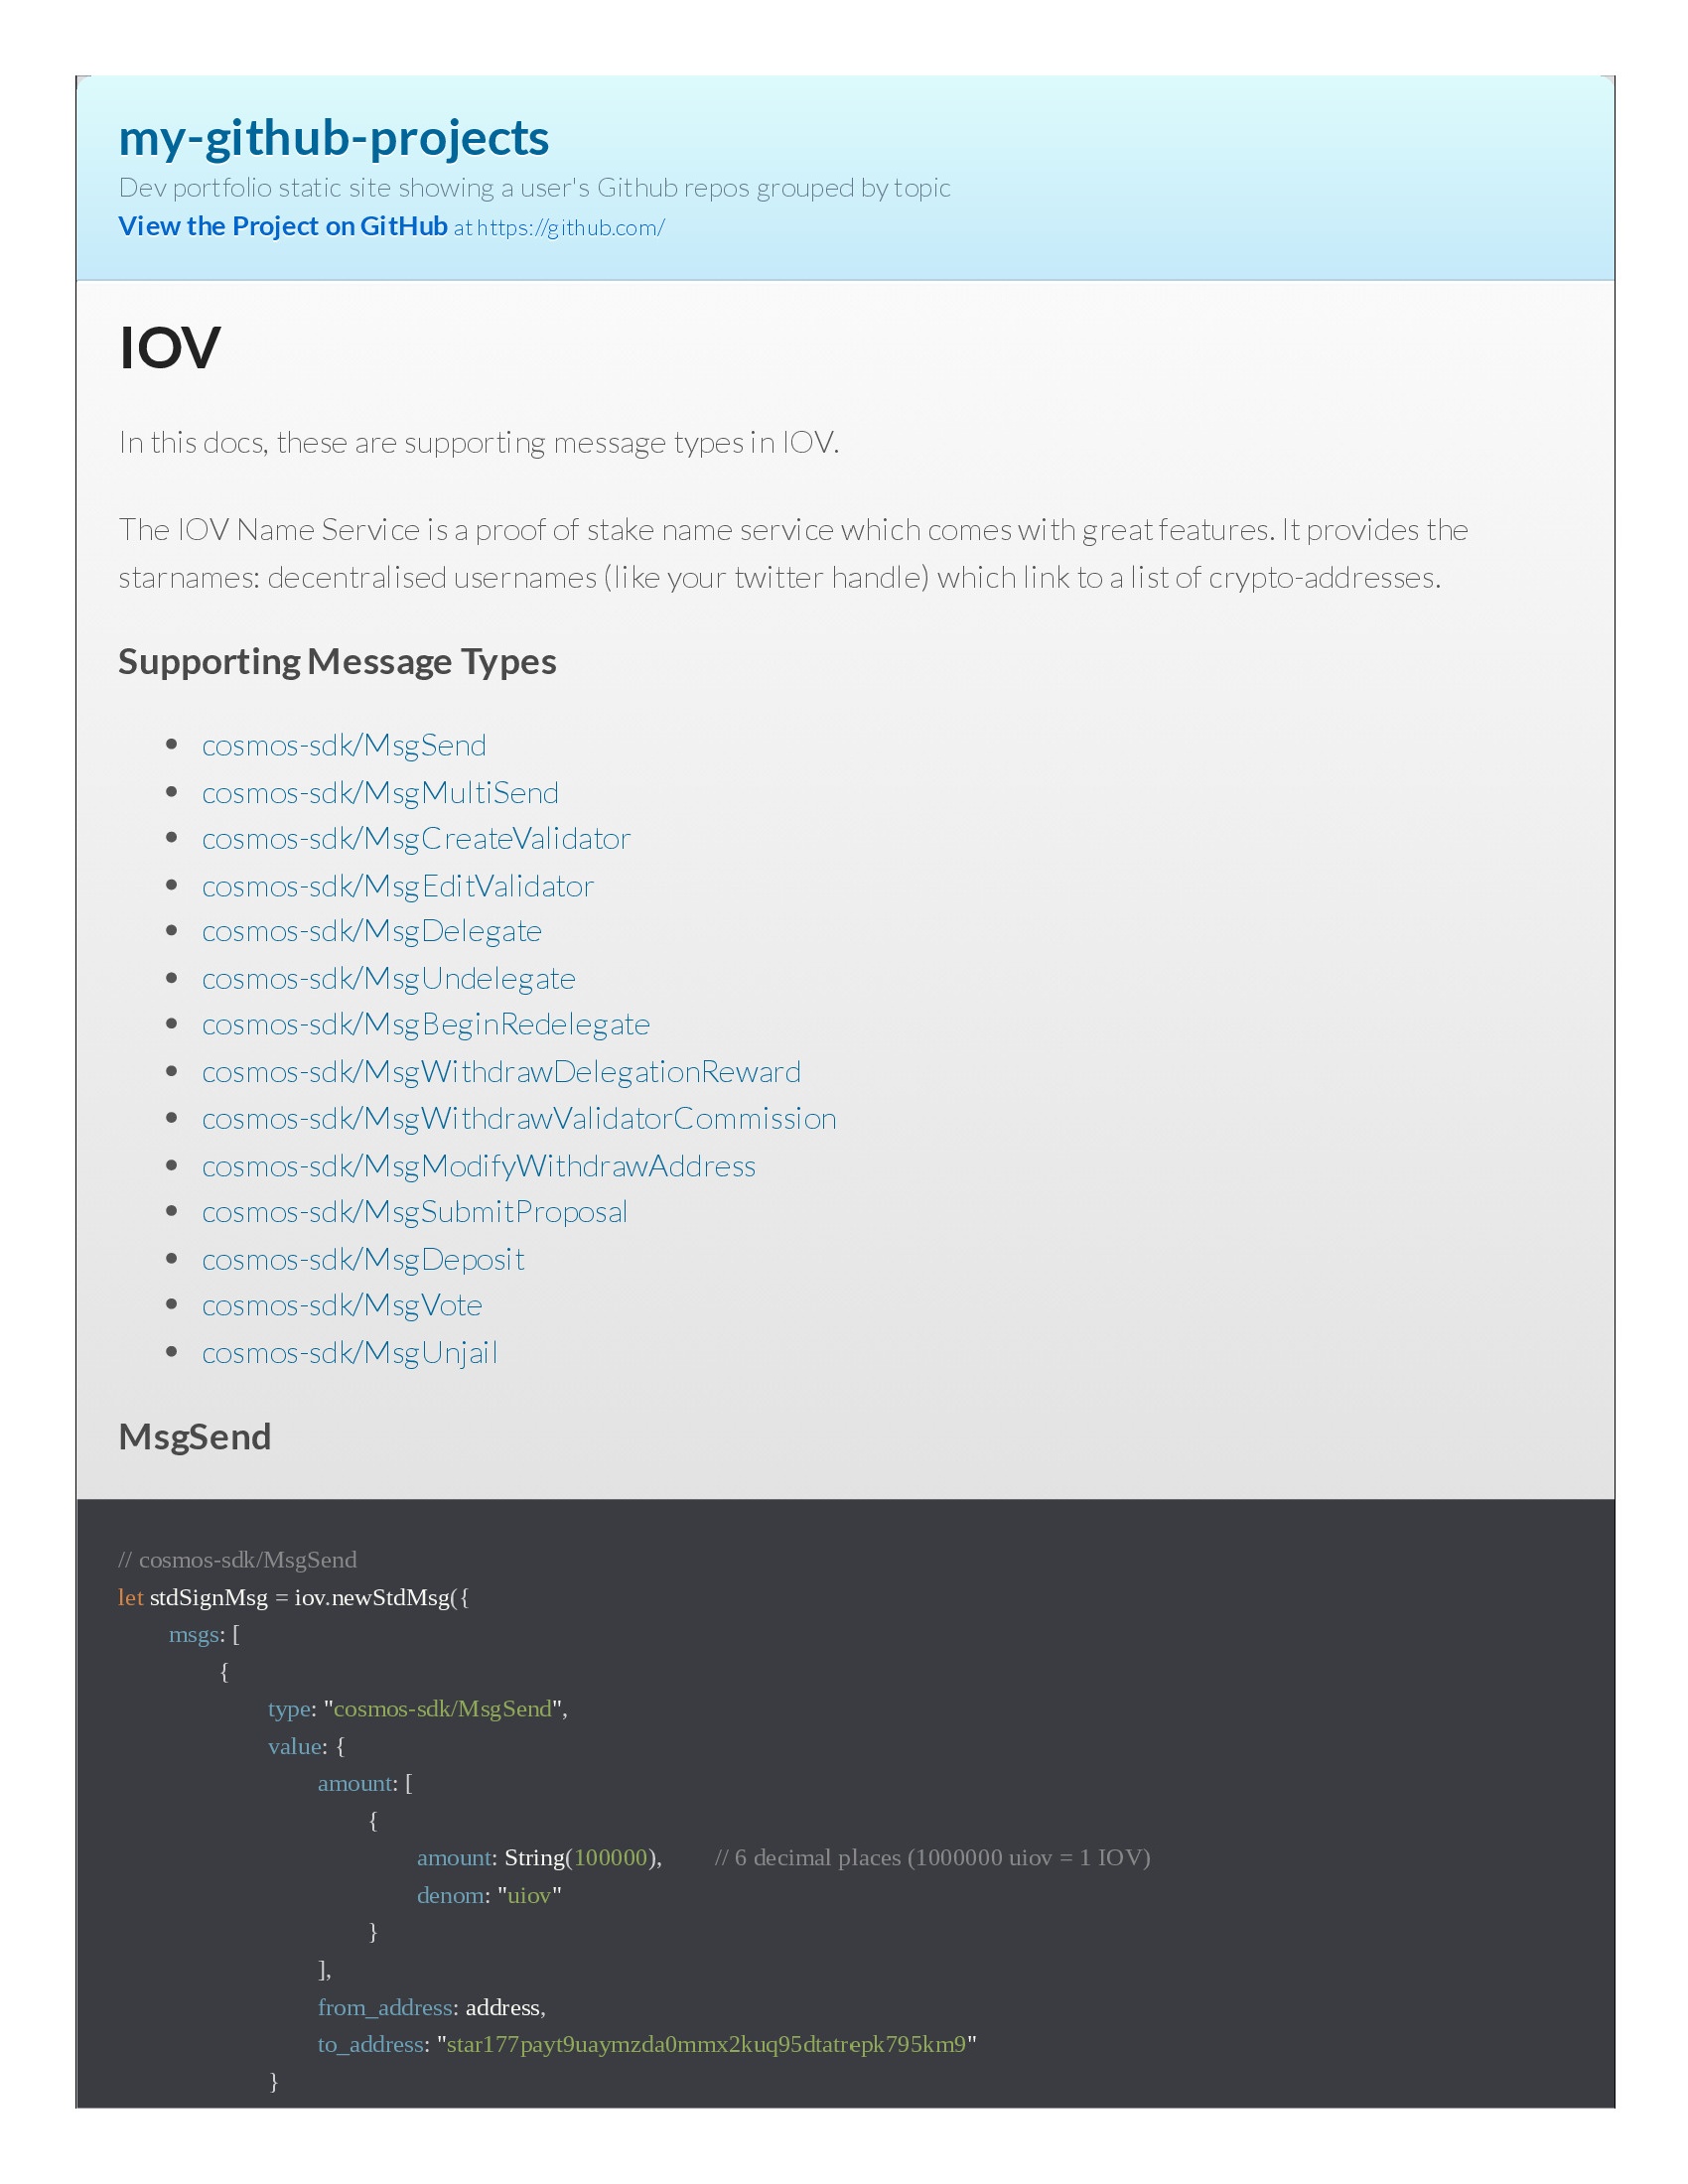 my-github-projects
Dev portfolio static site showing a user's Github repos grouped by topic
View the Project on GitHub at https://github.com/
IOV
In this docs, these are supporting message types in IOV.
The IOV Name Service is a proof of stake name service which comes with great features. It provides the
starnames: decentralised usernames (like your twitter handle) which link to a list of crypto-addresses.
Supporting Message Types
• cosmos-sdk/MsgSend
• cosmos-sdk/MsgMultiSend
• cosmos-sdk/MsgCreateValidator
• cosmos-sdk/MsgEditValidator
• cosmos-sdk/MsgDelegate
• cosmos-sdk/MsgUndelegate
• cosmos-sdk/MsgBeginRedelegate
• cosmos-sdk/MsgWithdrawDelegationReward
• cosmos-sdk/MsgWithdrawValidatorCommission
• cosmos-sdk/MsgModifyWithdrawAddress
• cosmos-sdk/MsgSubmitProposal
• cosmos-sdk/MsgDeposit
• cosmos-sdk/MsgVote
• cosmos-sdk/MsgUnjail
MsgSend
// cosmos-sdk/MsgSend
let stdSignMsg = iov.newStdMsg({
msgs: [
{
type: "cosmos-sdk/MsgSend",
value: {
amount: [
{
amount: String(100000), // 6 decimal places (1000000 uiov = 1 IOV)
denom: "uiov"
}
],
from_address: address,
to_address: "star177payt9uaymzda0mmx2kuq95dtatrepk795km9"
}